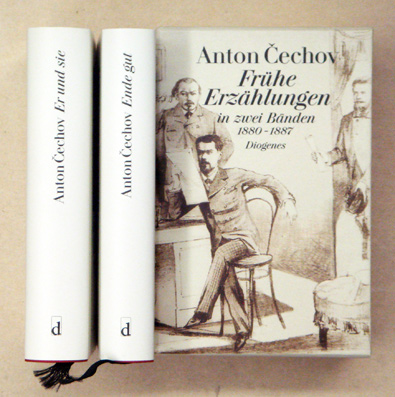 Anton Čechov Er und sie
d
Anton Čechov Ende gut
d
Anton Čechov
Frühe
Erzählungen
in zwei Bänden
1880-1887
Diogenes